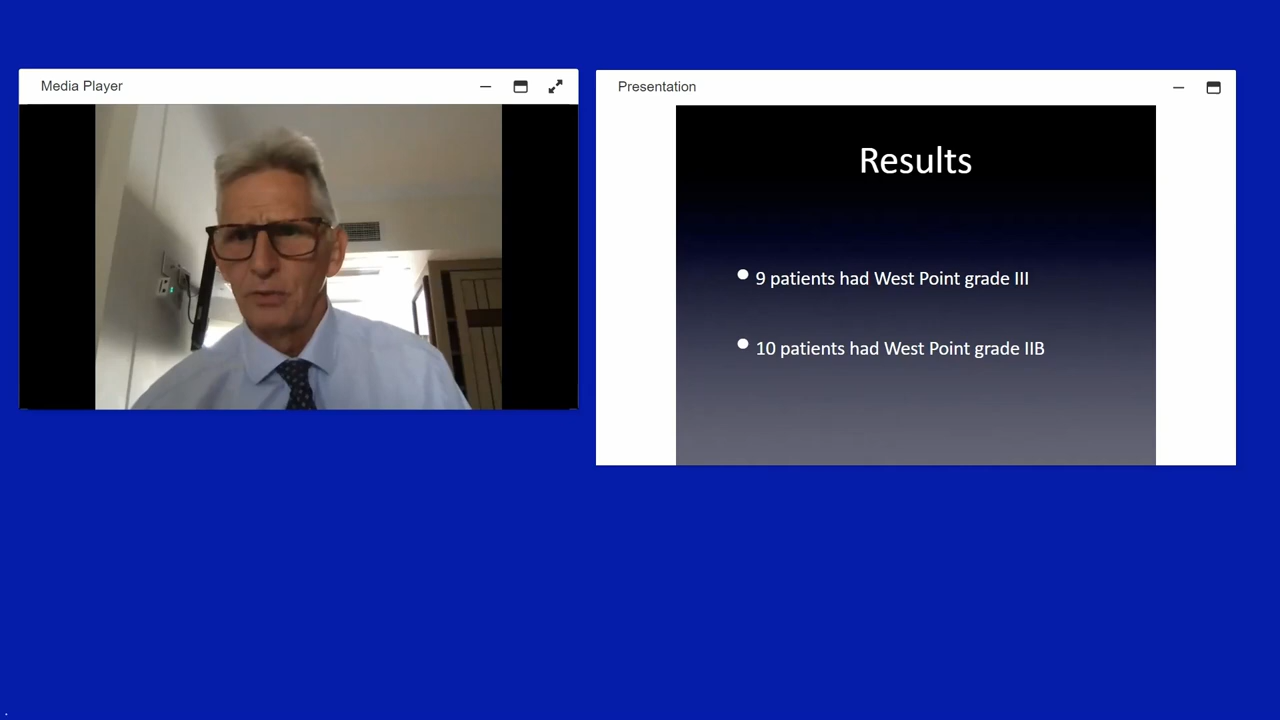 Media Player
Presentation
Results
9 patients had West Point grade III
10 patients had West Point grade IIB